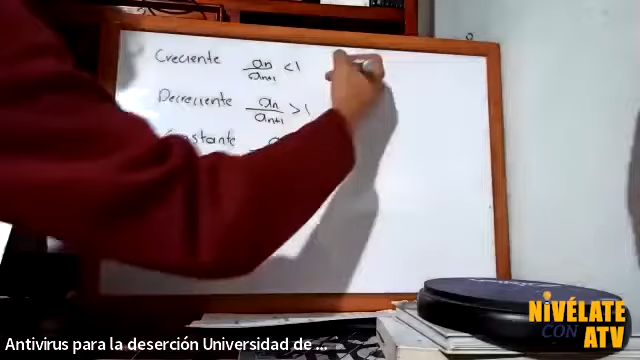 Creciente an/an+1 <1
Decreciente an/an+1 >1
Constante a
NIVÉLATE
CON
ATV
Antivirus para la deserción Universidad de ...